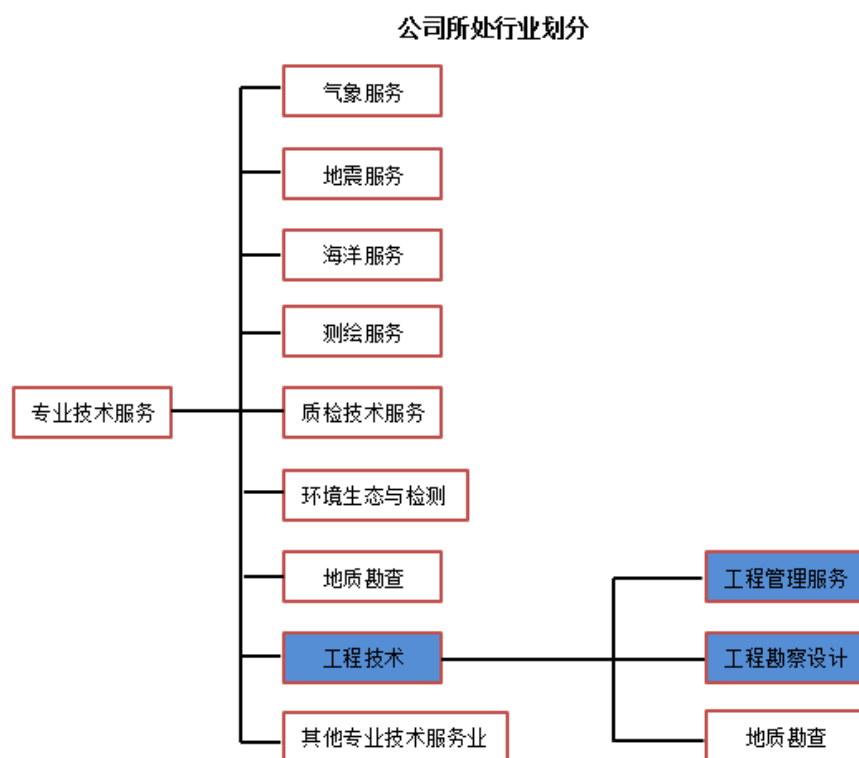 公司所处行业划分
气象服务
地震服务
海洋服务
测绘服务
专业技术服务
质检技术服务
环境生态与检测
地质勘查
工程管理服务
工程技术
工程勘察设计
其他专业技术服务业
地质勘查